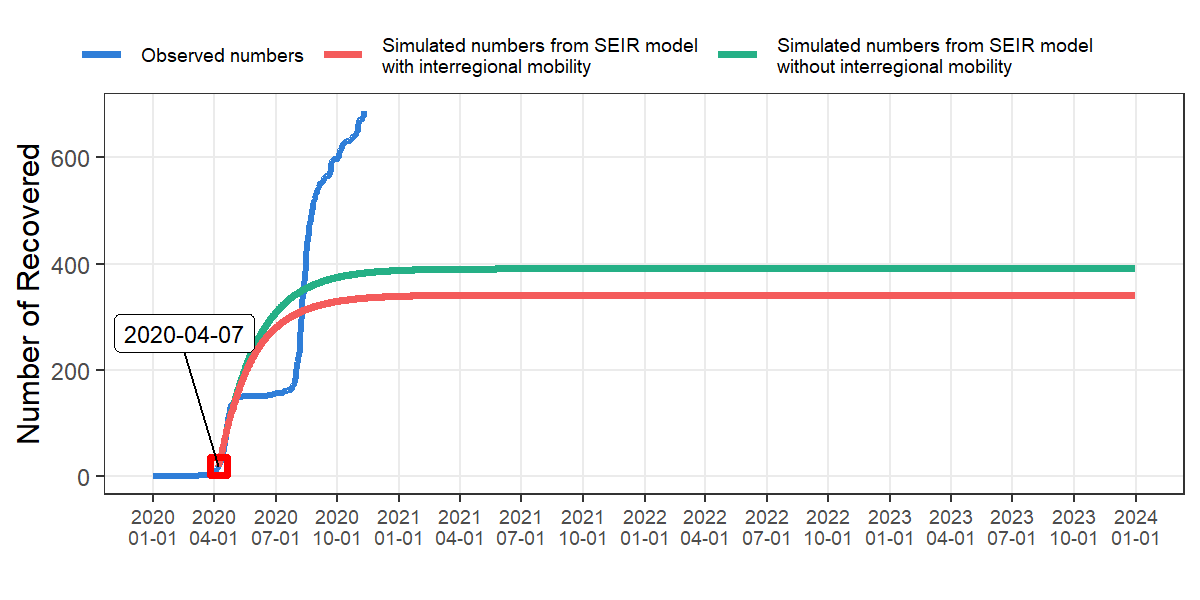 Observed numbers
Simulated numbers from SEIR model
with interregional mobility
Simulated numbers from SEIR model
without interregional mobility
Number of Recovered
600
400
200
0
2020-04-07
2020 2020 2020 2020 2021 2021 2021 2021 2022 2022 2022 2022 2023 2023 2023 2023 2024
01-01 04-01 07-01 10-01 01-01 04-01 07-01 10-01 01-01 04-01 07-01 10-01 01-01 04-01 07-01 10-01 01-01